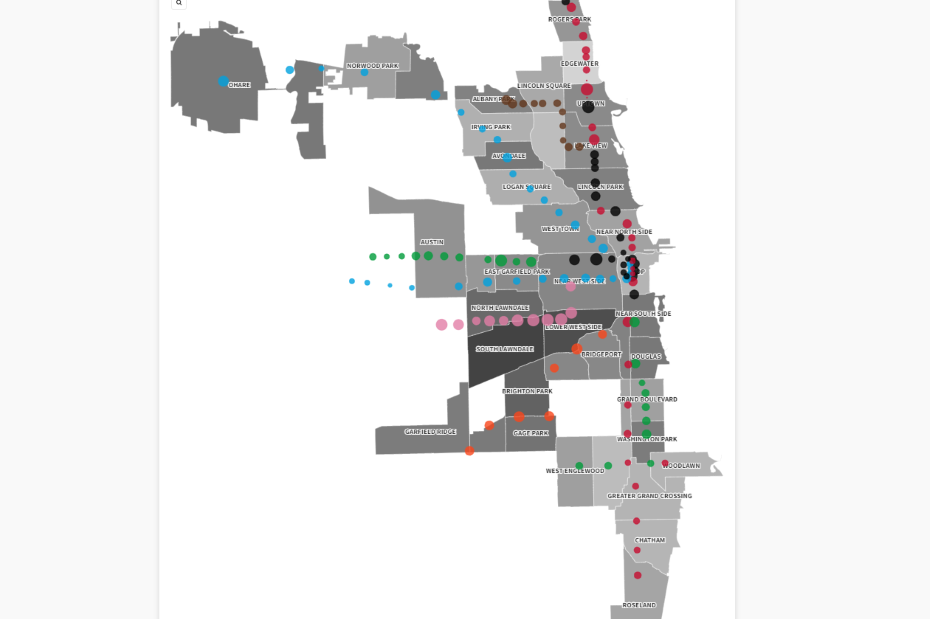 ROGERS PARK
EDGEWATER
NORWOOD PARK
OHARE
LINCOLN SQUARE
ALBANY PARK
UPTOWN
IRVING PARK
LAKE VIEW
AVONDALE
LOGAN SQUARE
LINCOLN PARK
WEST TOWN
NEAR NORTH SIDE
AUSTIN
EAST GARFIELD PARK
NEAR WEST SIDE
NORTH LAWNDALE
NEAR SOUTH SIDE
LOWER WEST SIDE
SOUTH LAWNDALE
BRIDGEPORT
DOUGLAS
BRIGHTON PARK
GRAND BOULEVARD
GARFIELD RIDGE
GAGE PARK
WASHINGTON PARK
WOODLAWN
WEST ENGLEWOOD
GREATER GRAND CROSSING
CHATHAM
ROSELAND